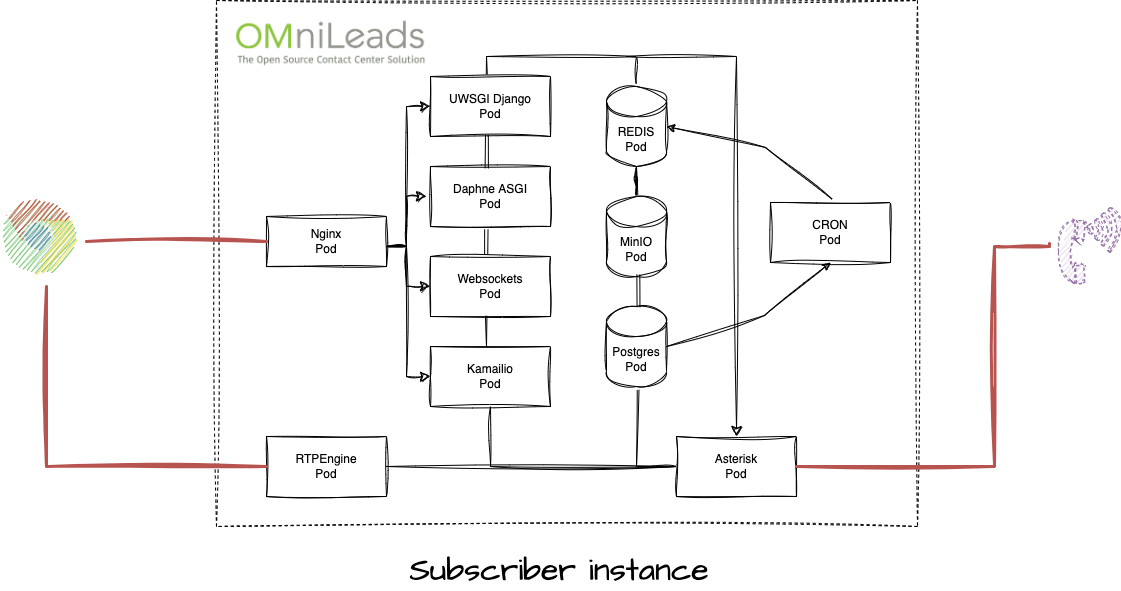 OMniLeads
The Open Source Contact Center Solution
UWSGI Django
Pod
REDIS
Pod
Daphne ASGI
Pod
Nginx
Pod
MinIO
Pod
CRON
Pod
Websockets
Pod
Postgres
Pod
Kamailio
Pod
RTPEngine
Pod
Asterisk
Pod
Subscriber instance